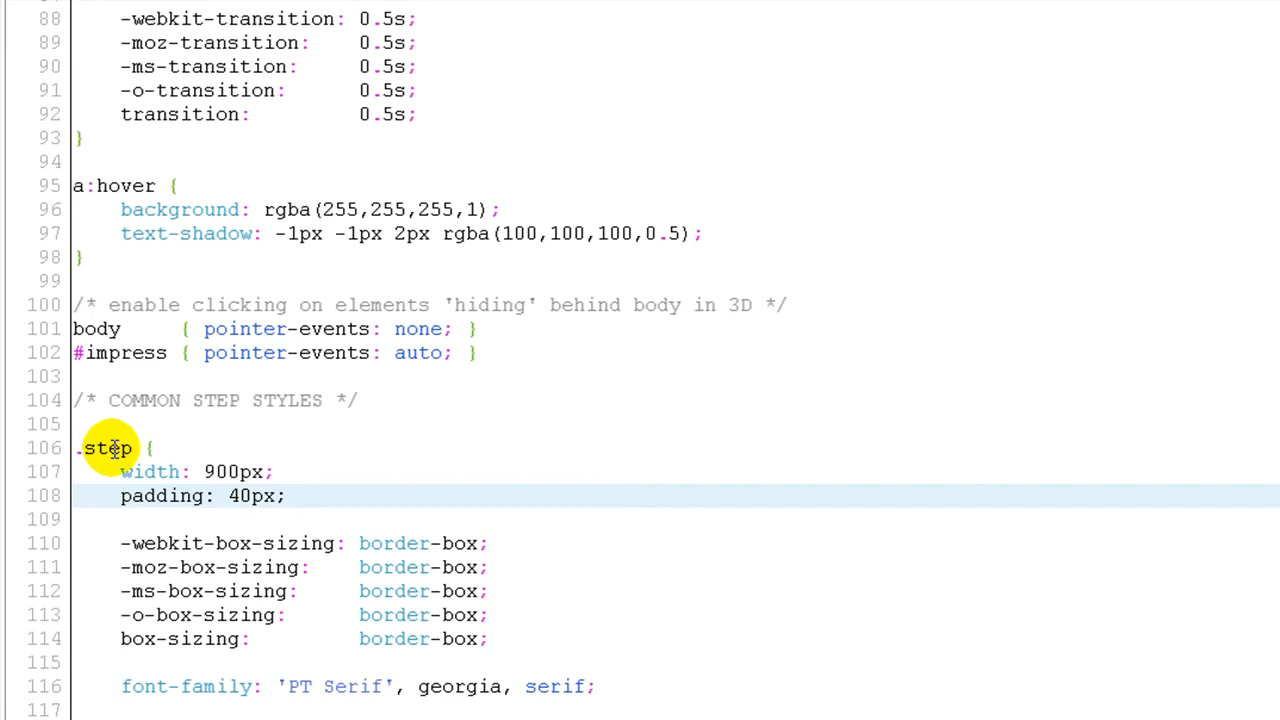 88 -webkit-transition: 0.5s;
89 -moz-transition: 0.5s;
90 -ms-transition: 0.5s;
91 -o-transition: 0.5s;
92 transition: 0.5s;
93 }
94
95 a:hover {
96 background: rgba(255,255,255,1);
97 text-shadow: -1px -1px 2px rgba(100,100,100,0.5);
98 }
99
100 /* enable clicking on elements 'hiding' behind body in 3D */
101 body { pointer-events: none; }
102 #impress { pointer-events: auto; }
103
104 /* COMMON STEP STYLES */
105
106 .step {
107 width: 900px;
108 padding: 40px;
109
110 -webkit-box-sizing: border-box;
111 -moz-box-sizing: border-box;
112 -ms-box-sizing: border-box;
113 -o-box-sizing: border-box;
114 box-sizing: border-box;
115
116 font-family: 'PT Serif', georgia, serif;
117